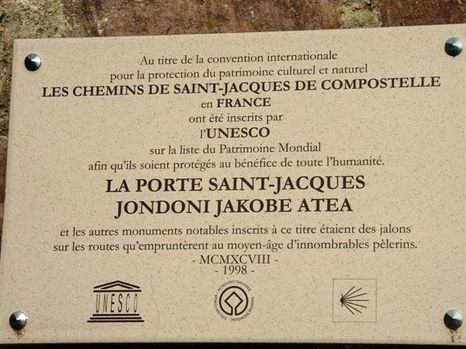 Au titre de la convention internationale
pour la protection du patrimoine culturel et naturel
LES CHEMINS DE SAINT-JACQUES DE COMPOSTELLE
en FRANCE
ont été inscrits par
l'UNESCO
sur la liste du Patrimoine Mondial
afin qu'ils soient protégés au bénéfice de toute l'humanité.
LA PORTE SAINT-JACQUES
JONDONI JAKOBE ATEA
et les autres monuments notables inscrits à ce titre étaient des jalons
sur les routes qu'empruntèrent au moyen-âge d'innombrables pèlerins.
- MCMXCVIII -
- 1998 -
UNESCO